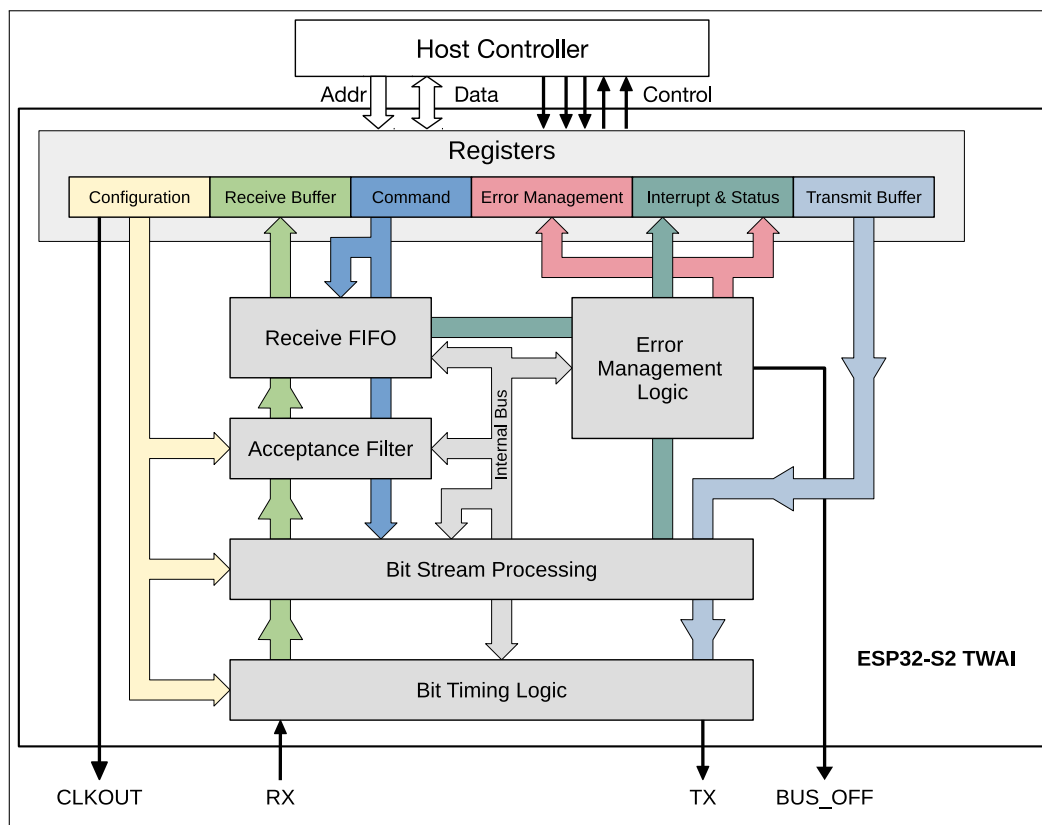 Host Controller
Addr
Data
Control
Registers
Configuration
Receive Buffer
Command
Error Management
Interrupt & Status
Transmit Buffer
Receive FIFO
Error
Management
Logic
Internal Bus
Acceptance Filter
Bit Stream Processing
ESP32-S2 TWAI
Bit Timing Logic
CLKOUT
RX
TX
BUS_OFF